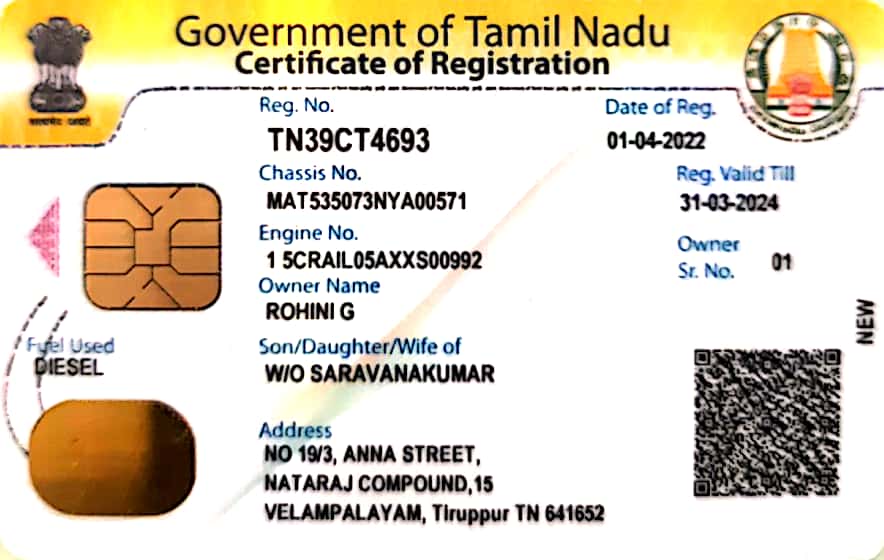 Government of Tamil Nadu
Certificate of Registration
Reg. No.
Date of Reg.
TN39CT4693
01-04-2022
Chassis No.
Reg. Valid Till
MAT535073NYA00571
31-03-2024
Engine No.
Owner
Sr. No.
01
1 5CRAIL05AXXS00992
Owner Name
ROHINI G
NEW
Fuel Used
DIESEL
Son/Daughter/Wife of
W/O SARAVANAKUMAR
Address
NO 19/3, ANNA STREET,
NATARAJ COMPOUND,15
VELAMPALAYAM, Tiruppur TN 641652